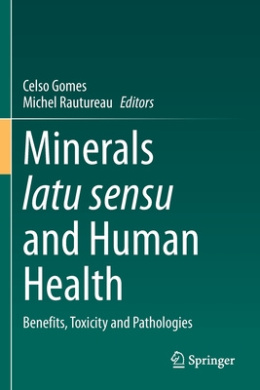 Celso Gomes
Michel Rautureau Editors
Minerals
latu sensu
and Human
Health
Benefits, Toxicity and Pathologies
Springer